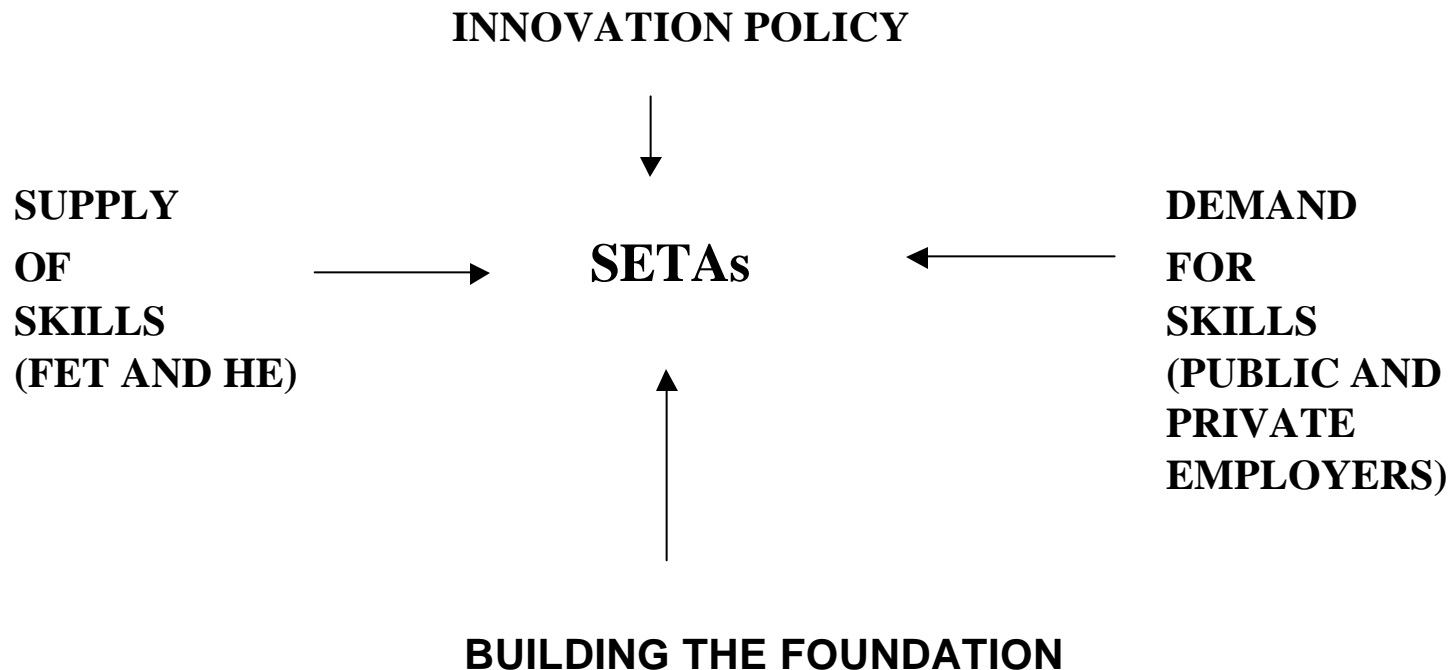 INNOVATION POLICY
SUPPLY
OF
SKILLS
(FET AND HE)
SETAs
DEMAND
FOR
SKILLS
(PUBLIC AND
PRIVATE
EMPLOYERS)
BUILDING THE FOUNDATION